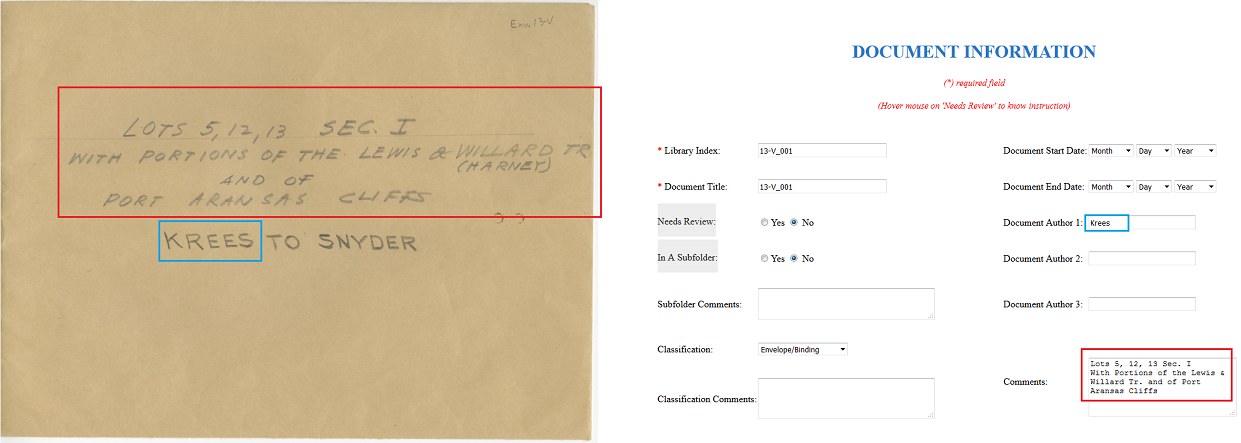 Env. 13-V
LOTS 5, 12, 13 SEC. I
WITH PORTIONS OF THE LEWIS & WILLARD TR
(HARNEY)
AND OF
PORT ARANSAS CLIFFS
KREES TO SNYDER
DOCUMENT INFORMATION
(*) required field
(Hover mouse on 'Needs Review' to know instruction)
* Library Index: 13-V_001
Document Start Date: Month Day Year
* Document Title: 13-V_001
Document End Date: Month Day Year
Needs Review: Yes No
Document Author 1: Krees
In A Subfolder: Yes No
Document Author 2:
Subfolder Comments:
Document Author 3:
Classification: Envelope/Binding
Classification Comments:
Comments:
Lots 5, 12, 13 Sec. I
With Portions of the Lewis &
Willard Tr. and of Port
Aransas Cliffs